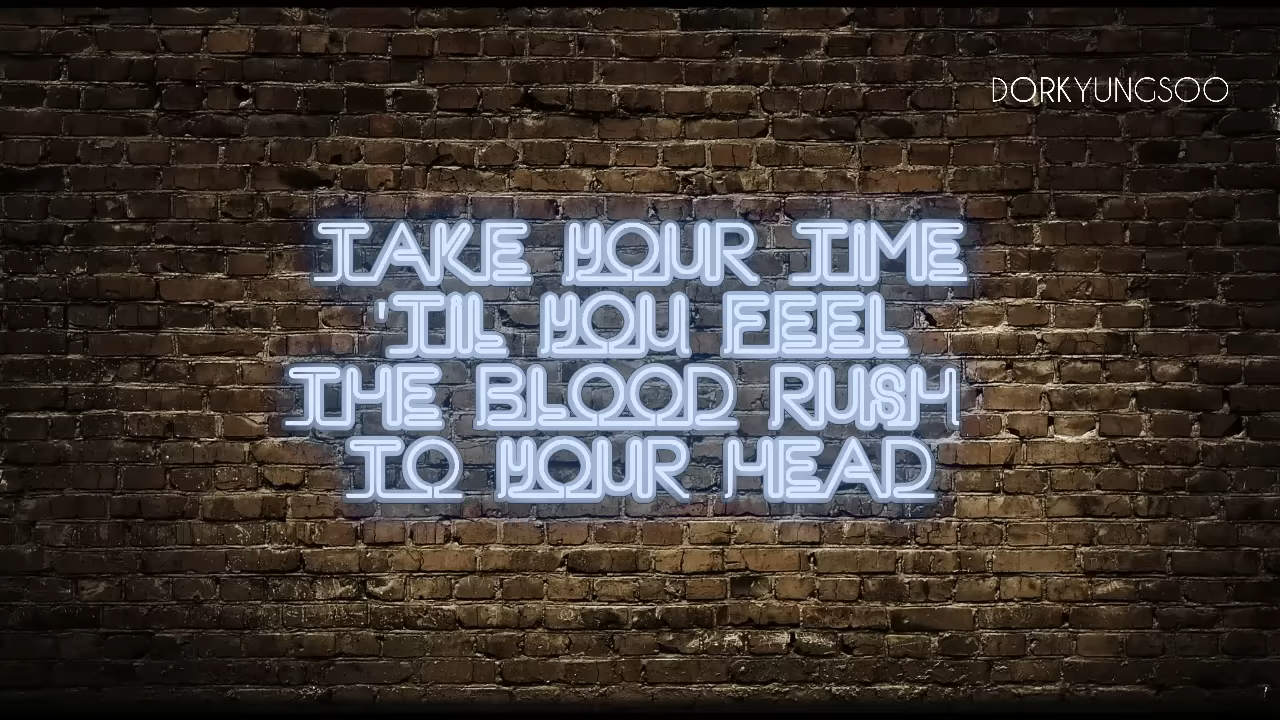 DORKYUNGSOO
TAKE YOUR TIME
'TIL YOU FEEL
THE BLOOD RUSH
TO YOUR HEAD